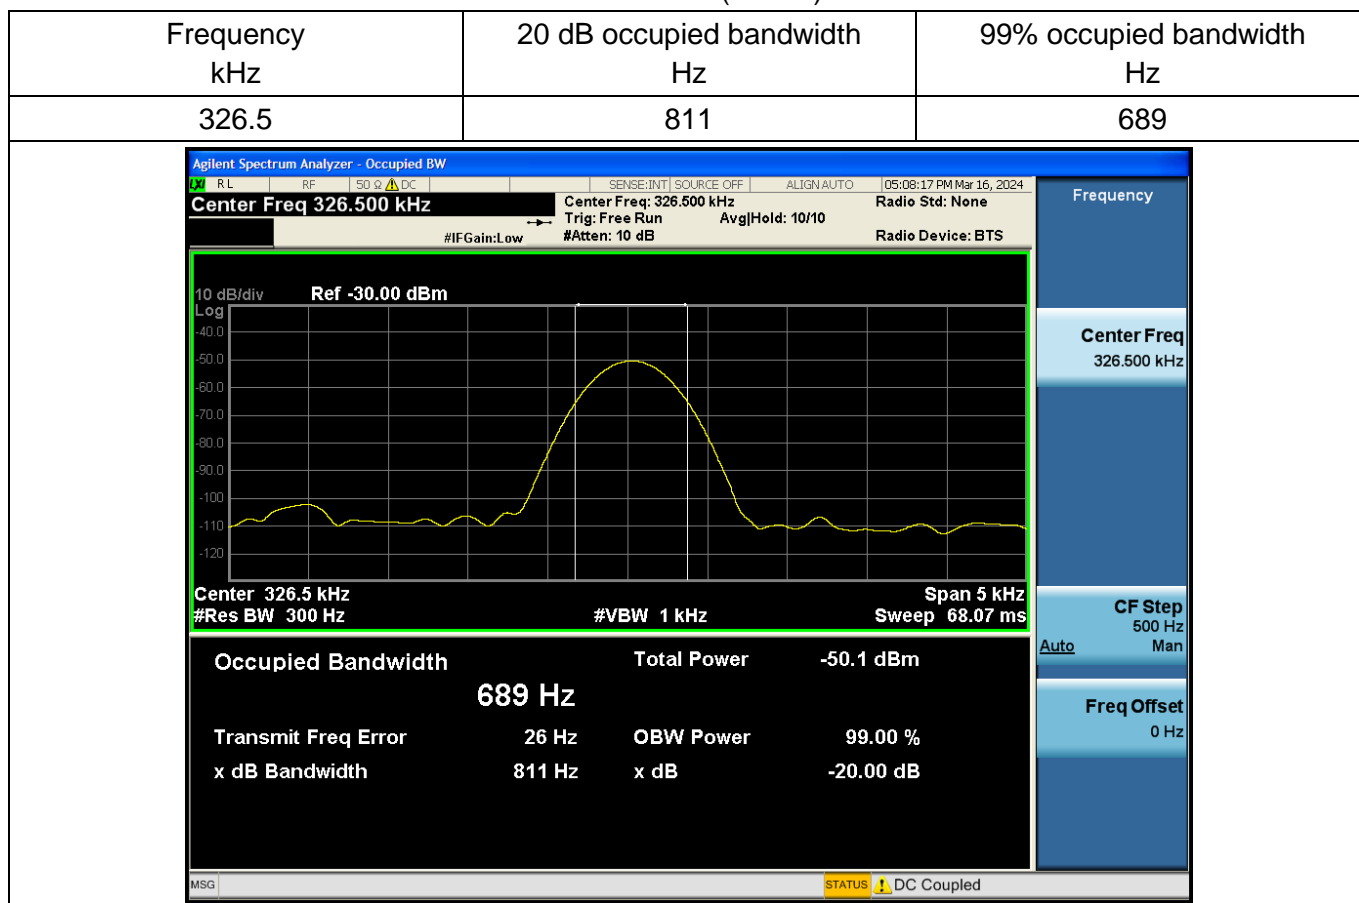 Frequency
kHz
20 dB occupied bandwidth
Hz
99% occupied bandwidth
Hz
326.5
811
689
Agilent Spectrum Analyzer - Occupied BW
LXI RL RF 50 Ω DC SENSE:INT SOURCE OFF ALIGN AUTO 05:08:17 PM Mar 16, 2024
Center Freq 326.500 kHz
Center Freq: 326.500 kHz
Radio Std: None
Trig: Free Run Avg|Hold: 10/10
#IFGain:Low
#Atten: 10 dB
Radio Device: BTS
10 dB/div Ref -30.00 dBm
Log
-40.0
-50.0
-60.0
-70.0
-80.0
-90.0
-100
-110
-120
Center 326.5 kHz Span 5 kHz
#Res BW 300 Hz #VBW 1 kHz Sweep 68.07 ms
Occupied Bandwidth Total Power -50.1 dBm
689 Hz
Transmit Freq Error 26 Hz OBW Power 99.00 %
x dB Bandwidth 811 Hz x dB -20.00 dB
Frequency
Center Freq
326.500 kHz
CF Step
500 Hz
Auto Man
Freq Offset
0 Hz
MSG STATUS DC Coupled